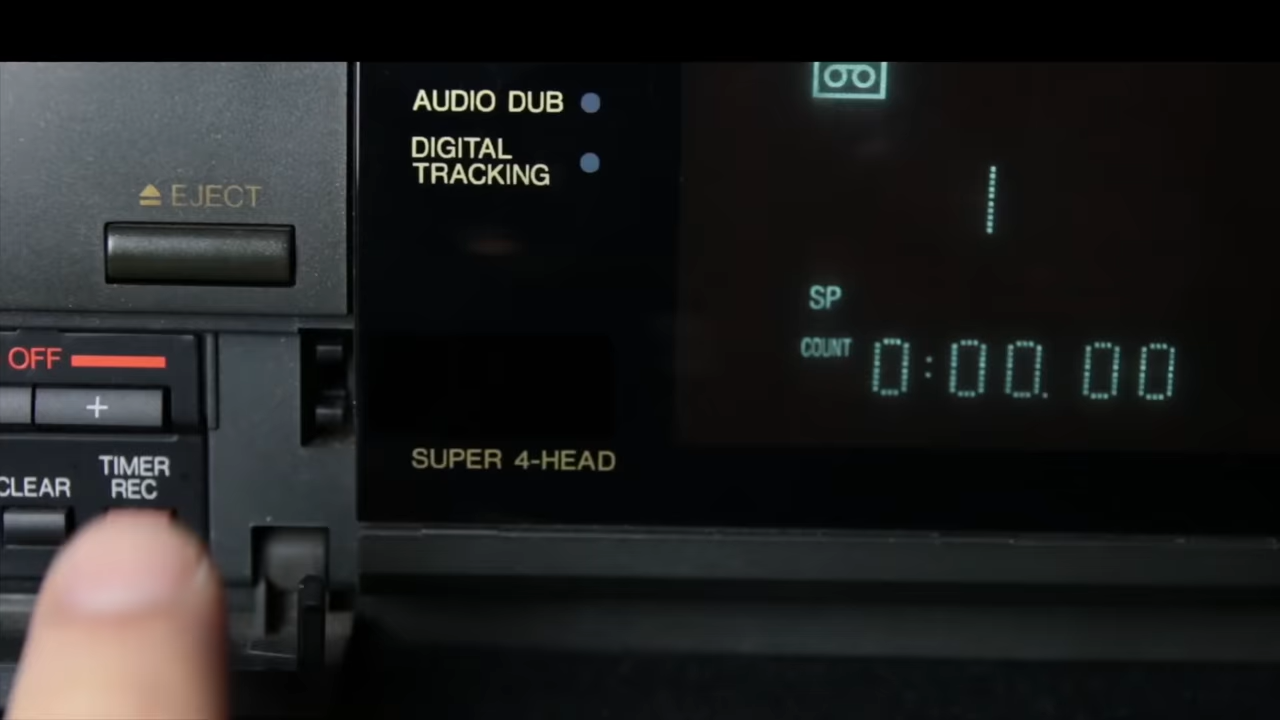 AUDIO DUB
DIGITAL
TRACKING
⏏ EJECT
SP
COUNT 0:00.00
OFF
+
SUPER 4-HEAD
CLEAR
TIMER
REC